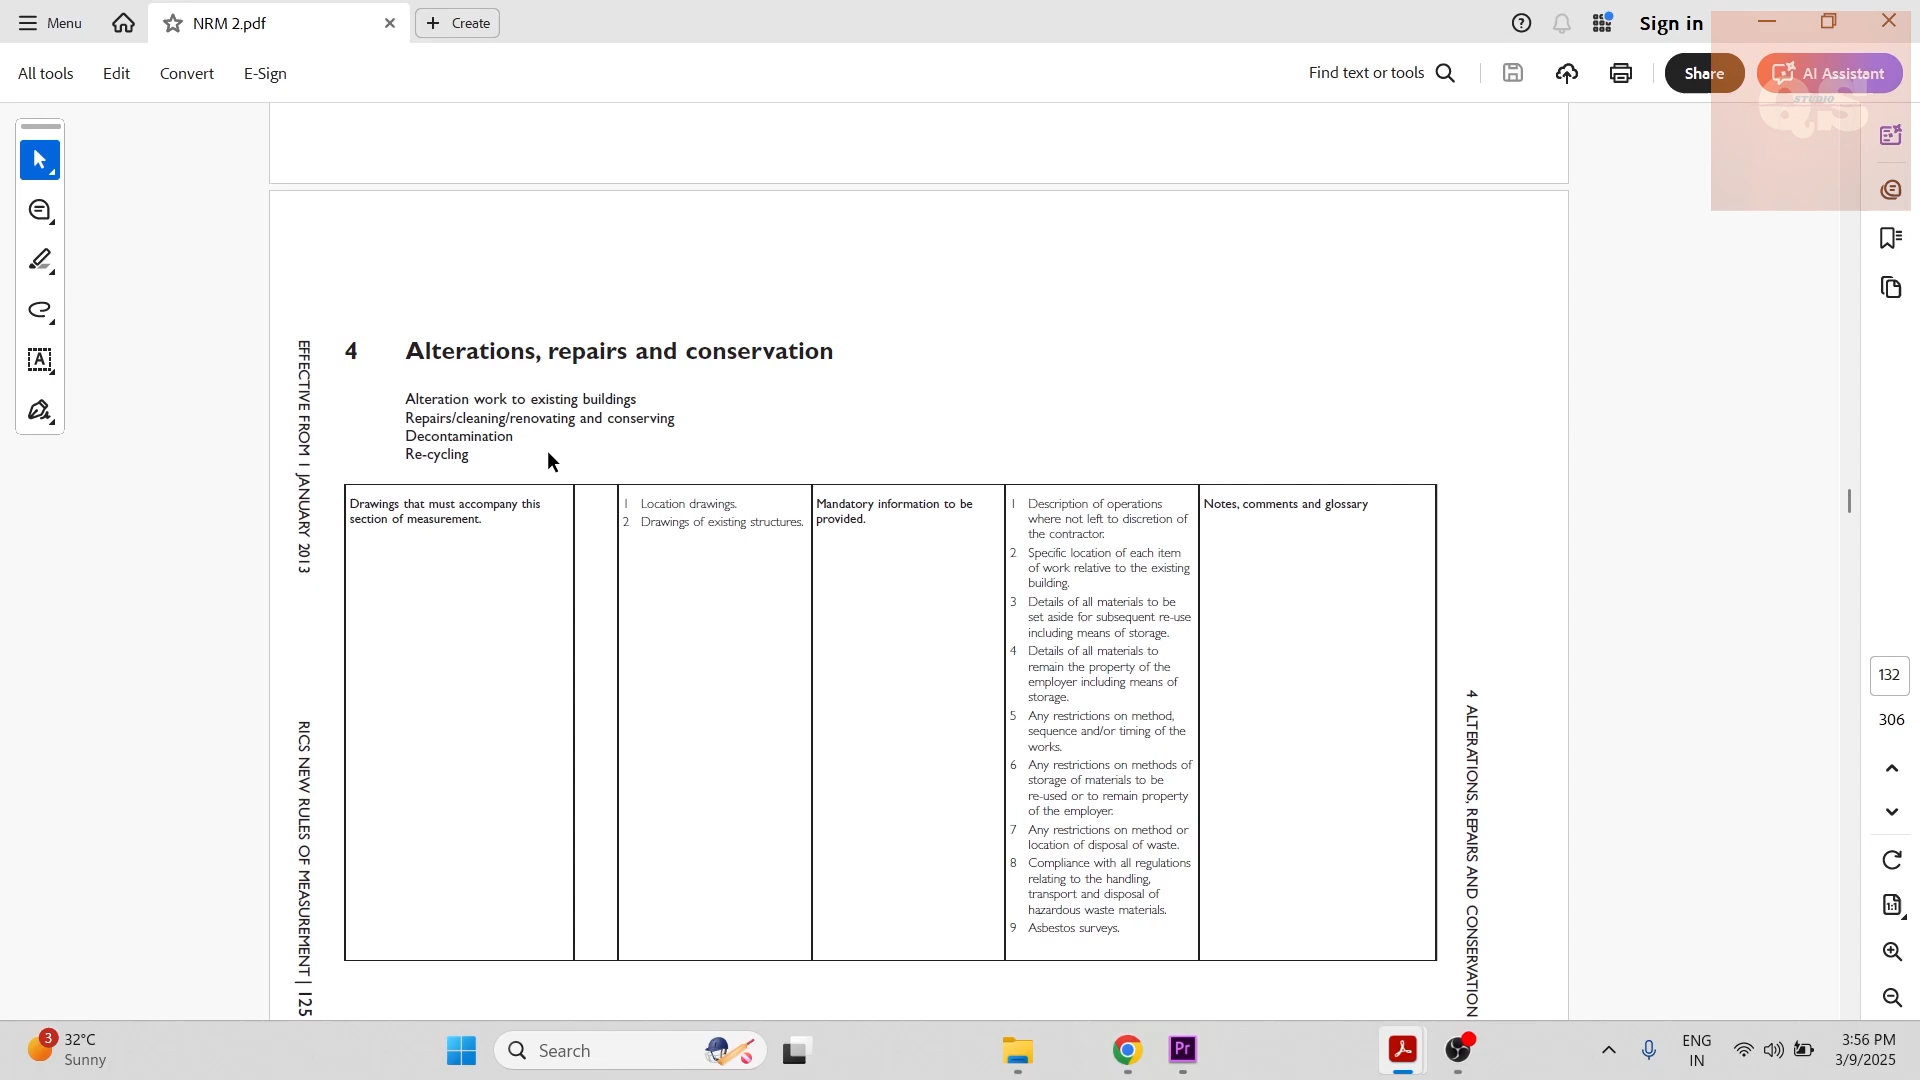 Menu
NRM 2.pdf
Create
Sign in
All tools
Edit
Convert
E-Sign
Find text or tools
Share
AI Assistant
QS
STUDIO
4 Alterations, repairs and conservation
Alteration work to existing buildings
Repairs/cleaning/renovating and conserving
Decontamination
Re-cycling
Drawings that must accompany this
section of measurement.
1 Location drawings.
2 Drawings of existing structures.
Mandatory information to be
provided.
1 Description of operations
where not left to discretion of
the contractor.
2 Specific location of each item
of work relative to the existing
building.
3 Details of all materials to be
set aside for subsequent re-use
including means of storage.
4 Details of all materials to
remain the property of the
employer including means of
storage.
5 Any restrictions on method,
sequence and/or timing of the
works.
6 Any restrictions on methods of
storage of materials to be
re-used or to remain property
of the employer.
7 Any restrictions on method or
location of disposal of waste.
8 Compliance with all regulations
relating to the handling,
transport and disposal of
hazardous waste materials.
9 Asbestos surveys.
Notes, comments and glossary
EFFECTIVE FROM 1 JANUARY 2013
RICS NEW RULES OF MEASUREMENT | 125
4 ALTERATIONS, REPAIRS AND CONSERVATION
132
306
1:1
3
32°C
Sunny
Search
Pr
ENG
IN
3:56 PM
3/9/2025